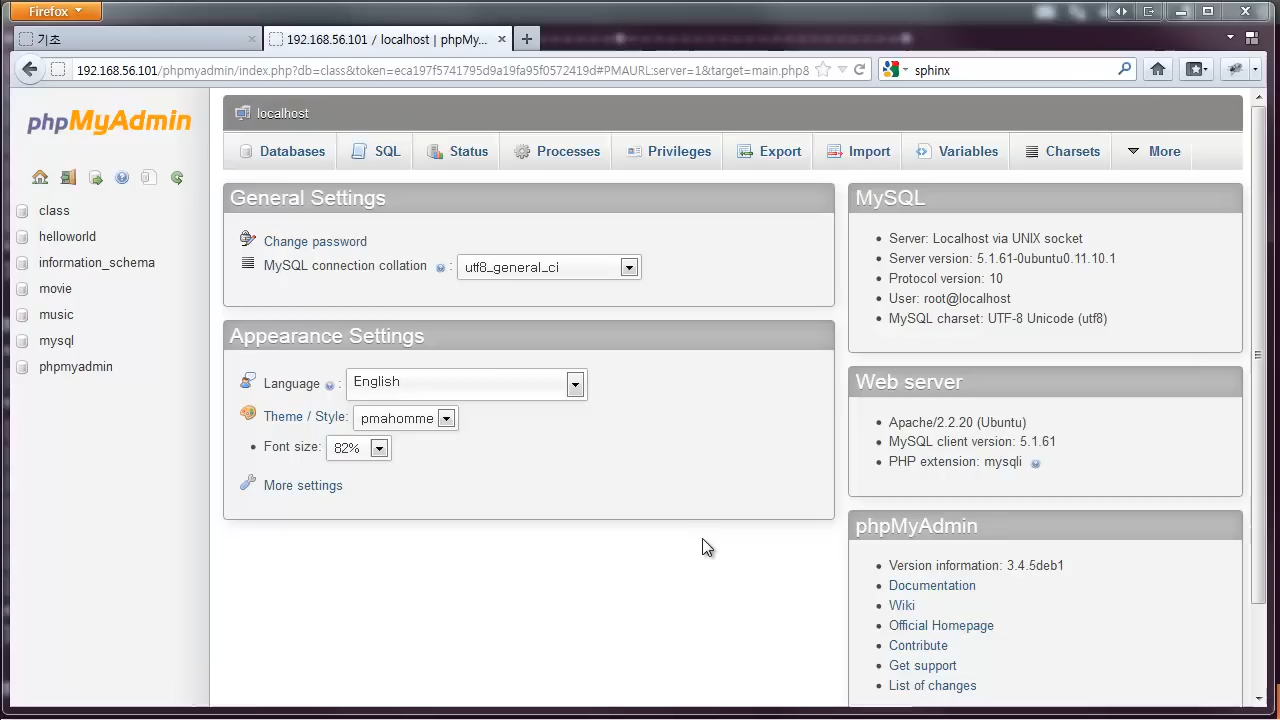 Firefox
기초
192.168.56.101 / localhost | phpMy...
192.168.56.101/phpmyadmin/index.php?db=class&token=eca197f5741795d9a19fa95f0572419d#PMAURL:server=1&target=main.php&
sphinx
phpMyAdmin
class
helloworld
information_schema
movie
music
mysql
phpmyadmin
localhost
Databases
SQL
Status
Processes
Privileges
Export
Import
Variables
Charsets
More
General Settings
Change password
MySQL connection collation : utf8_general_ci
Appearance Settings
Language : English
Theme / Style: pmahomme
Font size: 82%
More settings
MySQL
Server: Localhost via UNIX socket
Server version: 5.1.61-0ubuntu0.11.10.1
Protocol version: 10
User: root@localhost
MySQL charset: UTF-8 Unicode (utf8)
Web server
Apache/2.2.20 (Ubuntu)
MySQL client version: 5.1.61
PHP extension: mysqli
phpMyAdmin
Version information: 3.4.5deb1
Documentation
Wiki
Official Homepage
Contribute
Get support
List of changes